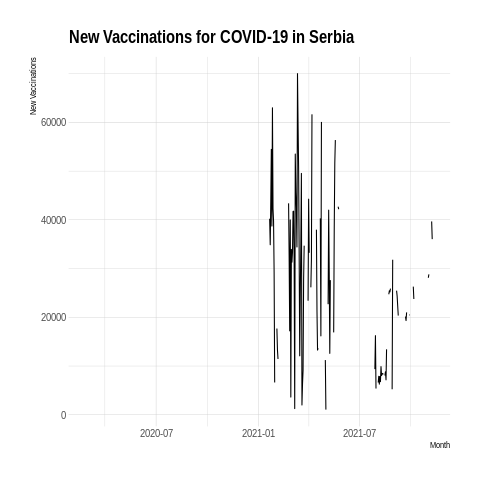 New Vaccinations for COVID-19 in Serbia
New Vaccinations
60000
40000
20000
0
2020-07
2021-01
2021-07
Month